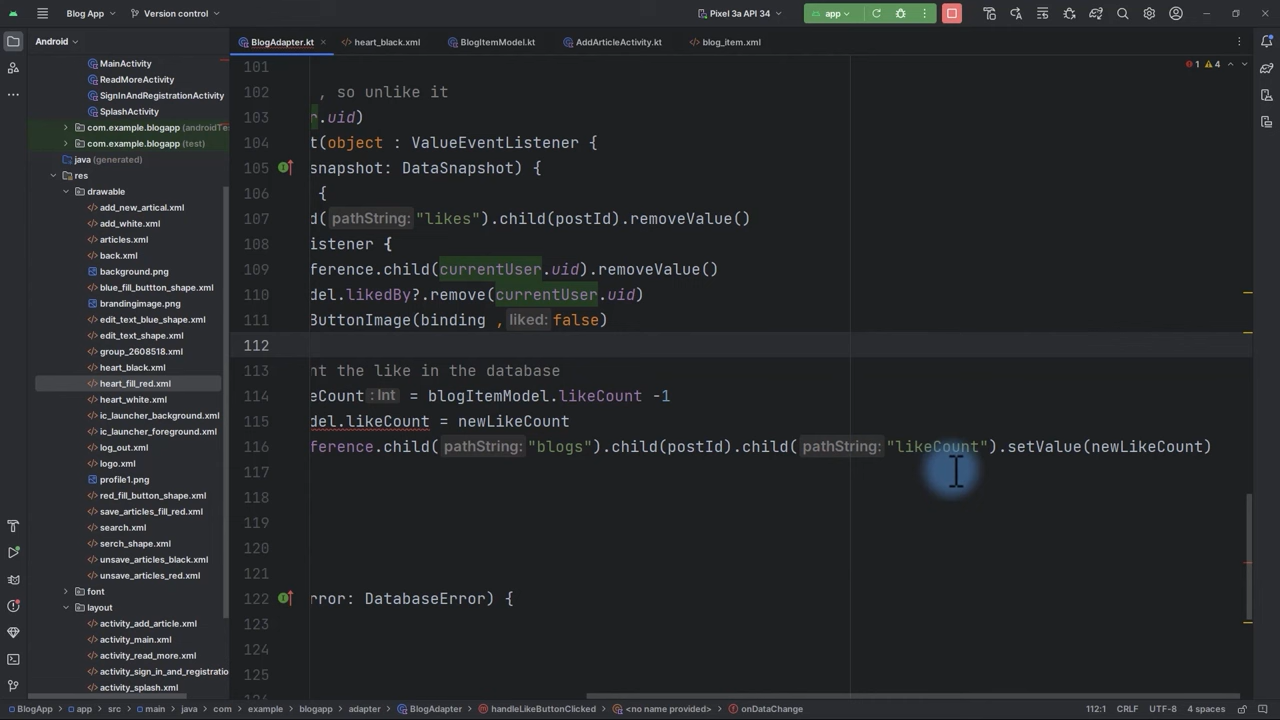 Blog App
Version control
Pixel 3a API 34
app
Android
BlogAdapter.kt
heart_black.xml
BlogItemModel.kt
AddArticleActivity.kt
blog_item.xml
MainActivity
ReadMoreActivity
SignInAndRegistrationActivity
SplashActivity
com.example.blogapp (androidTe
com.example.blogapp (test)
java (generated)
res
drawable
add_new_artical.xml
add_white.xml
articles.xml
back.xml
background.png
blue_fill_buttton_shape.xml
brandingimage.png
edit_text_blue_shape.xml
edit_text_shape.xml
group_2608518.xml
heart_black.xml
heart_fill_red.xml
heart_white.xml
ic_launcher_background.xml
ic_launcher_foreground.xml
log_out.xml
logo.xml
profile1.png
red_fill_button_shape.xml
save_articles_fill_red.xml
search.xml
serch_shape.xml
unsave_articles_black.xml
unsave_articles_red.xml
font
layout
activity_add_article.xml
activity_main.xml
activity_read_more.xml
activity_sign_in_and_registratio
activity_splash.xml
1 4
101
102 , so unlike it
103 r.uid)
104 t(object : ValueEventListener {
105 snapshot: DataSnapshot) {
106 {
107 d( pathString: "likes").child(postId).removeValue()
108 istener {
109 ference.child(currentUser.uid).removeValue()
110 del.likedBy?.remove(currentUser.uid)
111 ButtonImage(binding , liked: false)
112
113 nt the like in the database
114 eCount : Int = blogItemModel.likeCount -1
115 del.likeCount = newLikeCount
116 ference.child( pathString: "blogs").child(postId).child( pathString: "likeCount").setValue(newLikeCount)
117
118
119
120
121
122 rror: DatabaseError) {
123
124
125
BlogApp > app > src > main > java > com > example > blogapp > adapter > BlogAdapter > handleLikeButtonClicked > <no name provided> > onDataChange
112:1 CRLF UTF-8 4 spaces